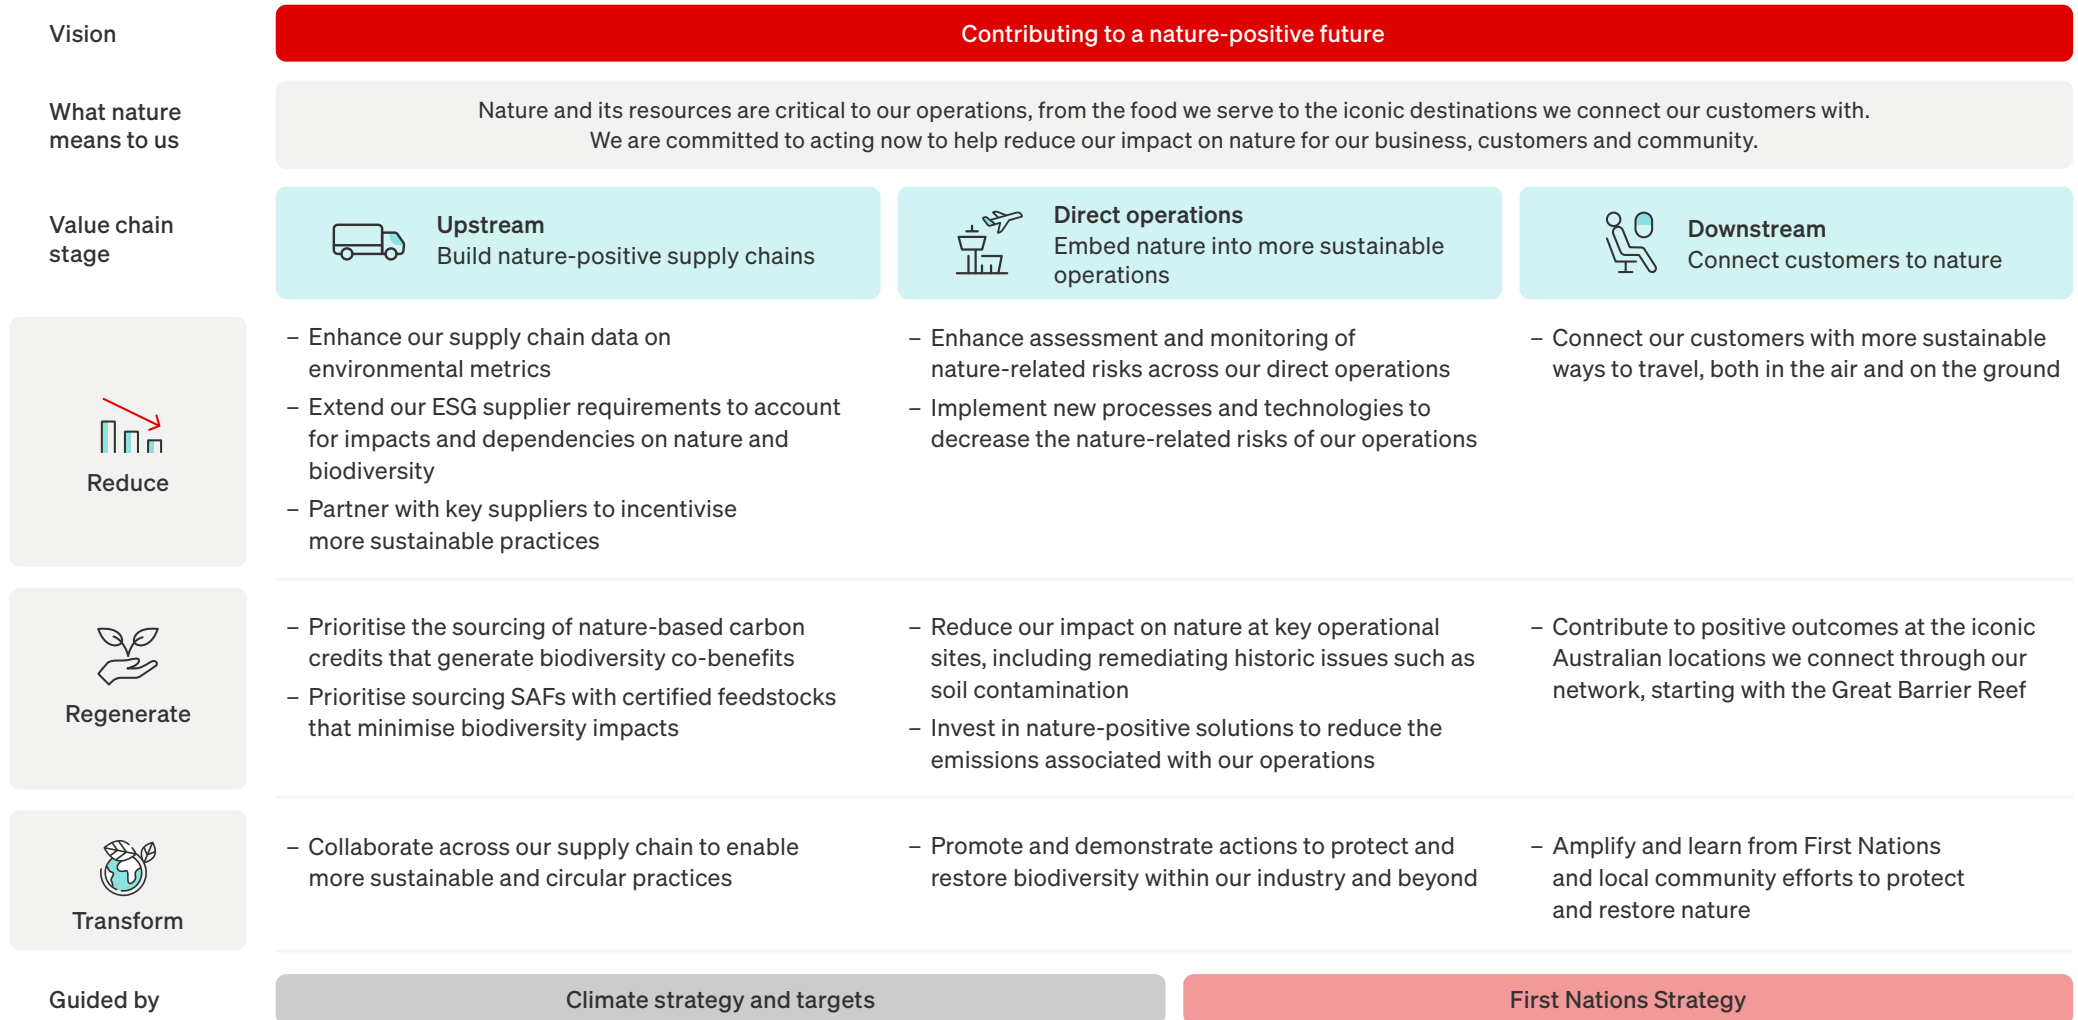 Vision
Contributing to a nature-positive future
What nature
means to us
Nature and its resources are critical to our operations, from the food we serve to the iconic destinations we connect our customers with.
We are committed to acting now to help reduce our impact on nature for our business, customers and community.
Value chain
stage
Upstream
Build nature-positive supply chains
Direct operations
Embed nature into more sustainable
operations
Downstream
Connect customers to nature
Reduce
– Enhance our supply chain data on
environmental metrics
– Extend our ESG supplier requirements to account
for impacts and dependencies on nature and
biodiversity
– Partner with key suppliers to incentivise
more sustainable practices
– Enhance assessment and monitoring of
nature-related risks across our direct operations
– Implement new processes and technologies to
decrease the nature-related risks of our operations
– Connect our customers with more sustainable
ways to travel, both in the air and on the ground
Regenerate
– Prioritise the sourcing of nature-based carbon
credits that generate biodiversity co-benefits
– Prioritise sourcing SAFs with certified feedstocks
that minimise biodiversity impacts
– Reduce our impact on nature at key operational
sites, including remediating historic issues such as
soil contamination
– Invest in nature-positive solutions to reduce the
emissions associated with our operations
– Contribute to positive outcomes at the iconic
Australian locations we connect through our
network, starting with the Great Barrier Reef
Transform
– Collaborate across our supply chain to enable
more sustainable and circular practices
– Promote and demonstrate actions to protect and
restore biodiversity within our industry and beyond
– Amplify and learn from First Nations
and local community efforts to protect
and restore nature
Guided by
Climate strategy and targets
First Nations Strategy